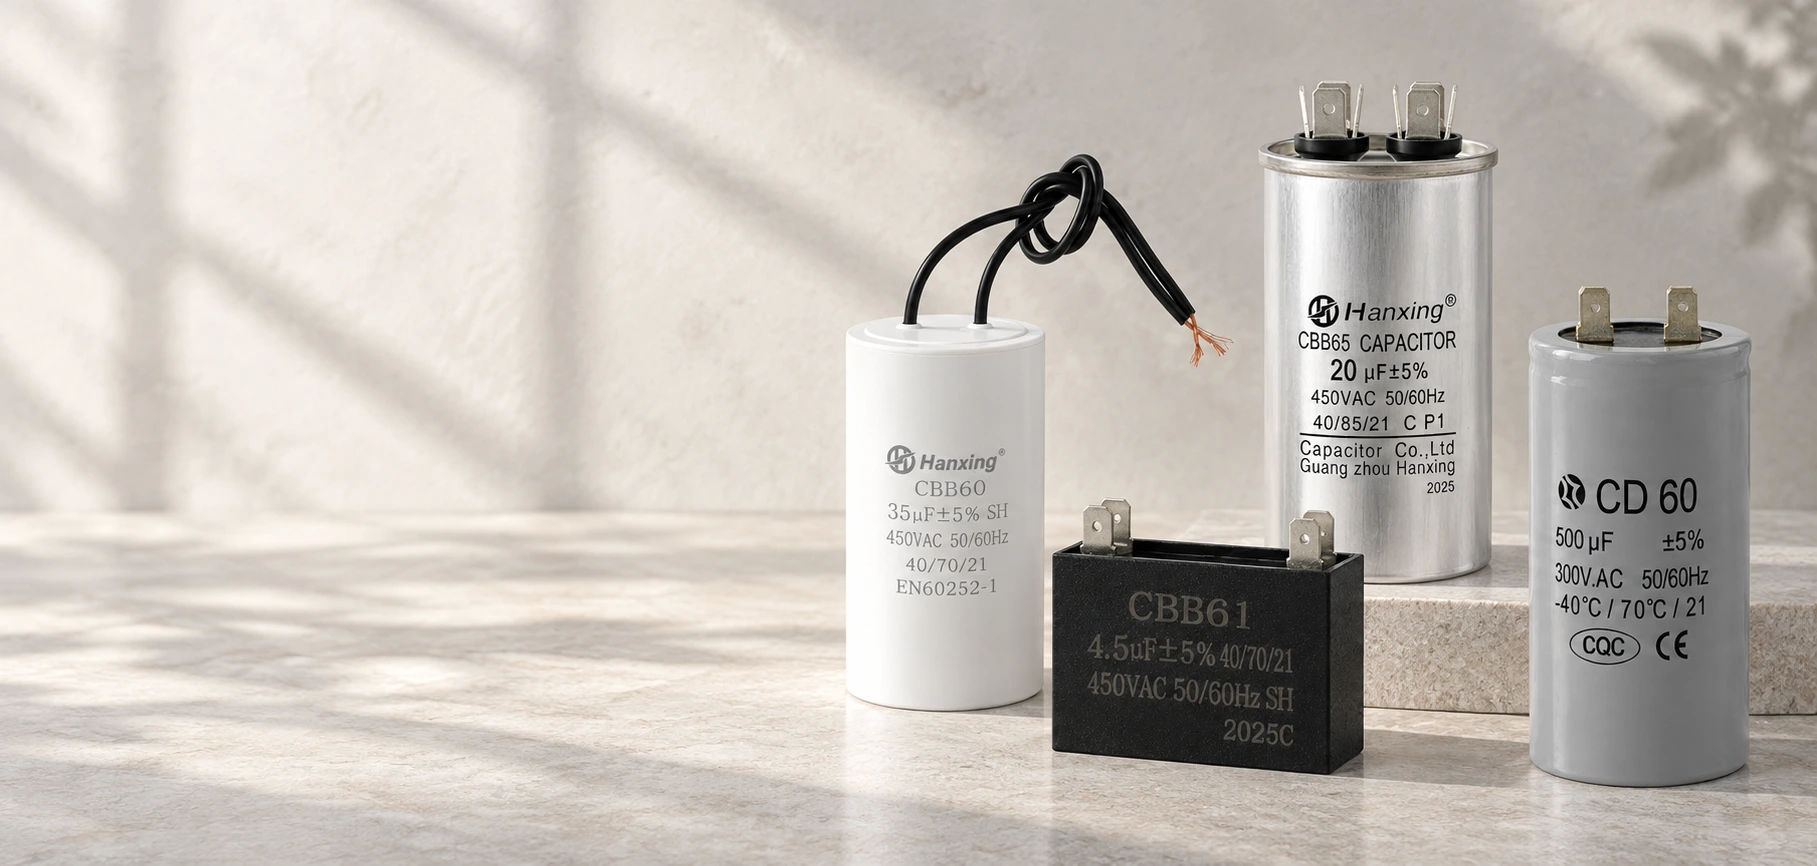 Hanxing®
CBB60
35μF±5% SH
450VAC 50/60Hz
40/70/21
EN60252-1
CBB61
4.5μF±5% 40/70/21
450VAC 50/60Hz SH
2025C
Hanxing®
CBB65 CAPACITOR
20 μF±5%
450VAC 50/60Hz
40/85/21 C P1
Capacitor Co.,Ltd
Guang zhou Hanxing
2025
CD 60
500μF ±5%
300V.AC 50/60Hz
-40℃ / 70℃ / 21
CQC CE